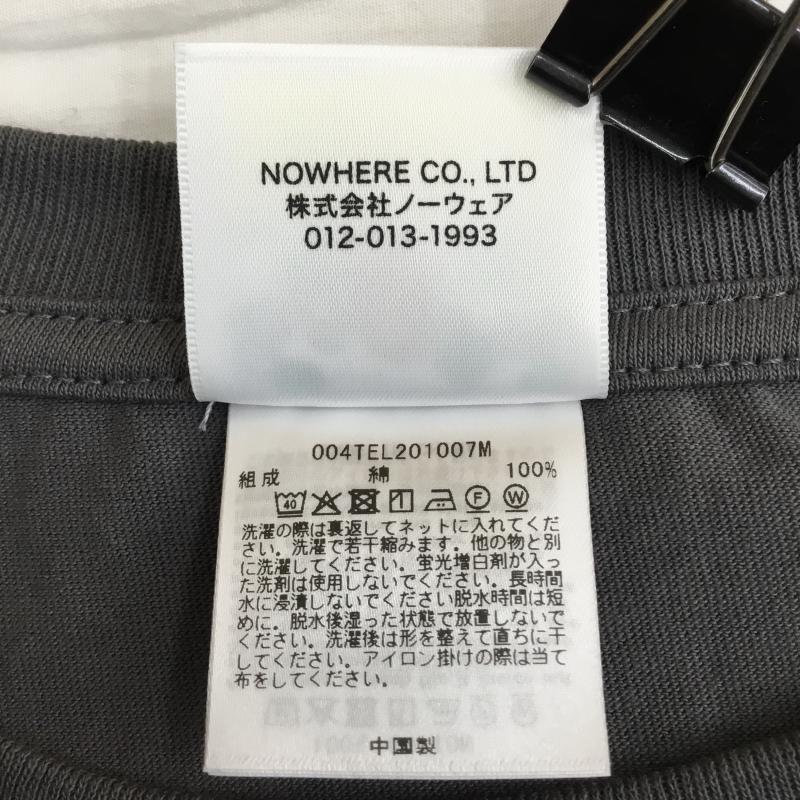 NOWHERE CO., LTD
株式会社ノーウェア
012-013-1993
004TEL201007M
組成 綿 100%
40 F W
洗濯の際は裏返してネットに入れてくだ
さい。洗濯で若干縮みます。他の物と別
に洗濯してください。蛍光増白剤が入っ
た洗剤は使用しないでください。長時間
水に浸漬しないでください脱水時間は短
めに。脱水後湿った状態で放置しないで
ください。洗濯後は形を整えて直ちに干
してください。アイロン掛けの際は当て
布をしてください。
中国製